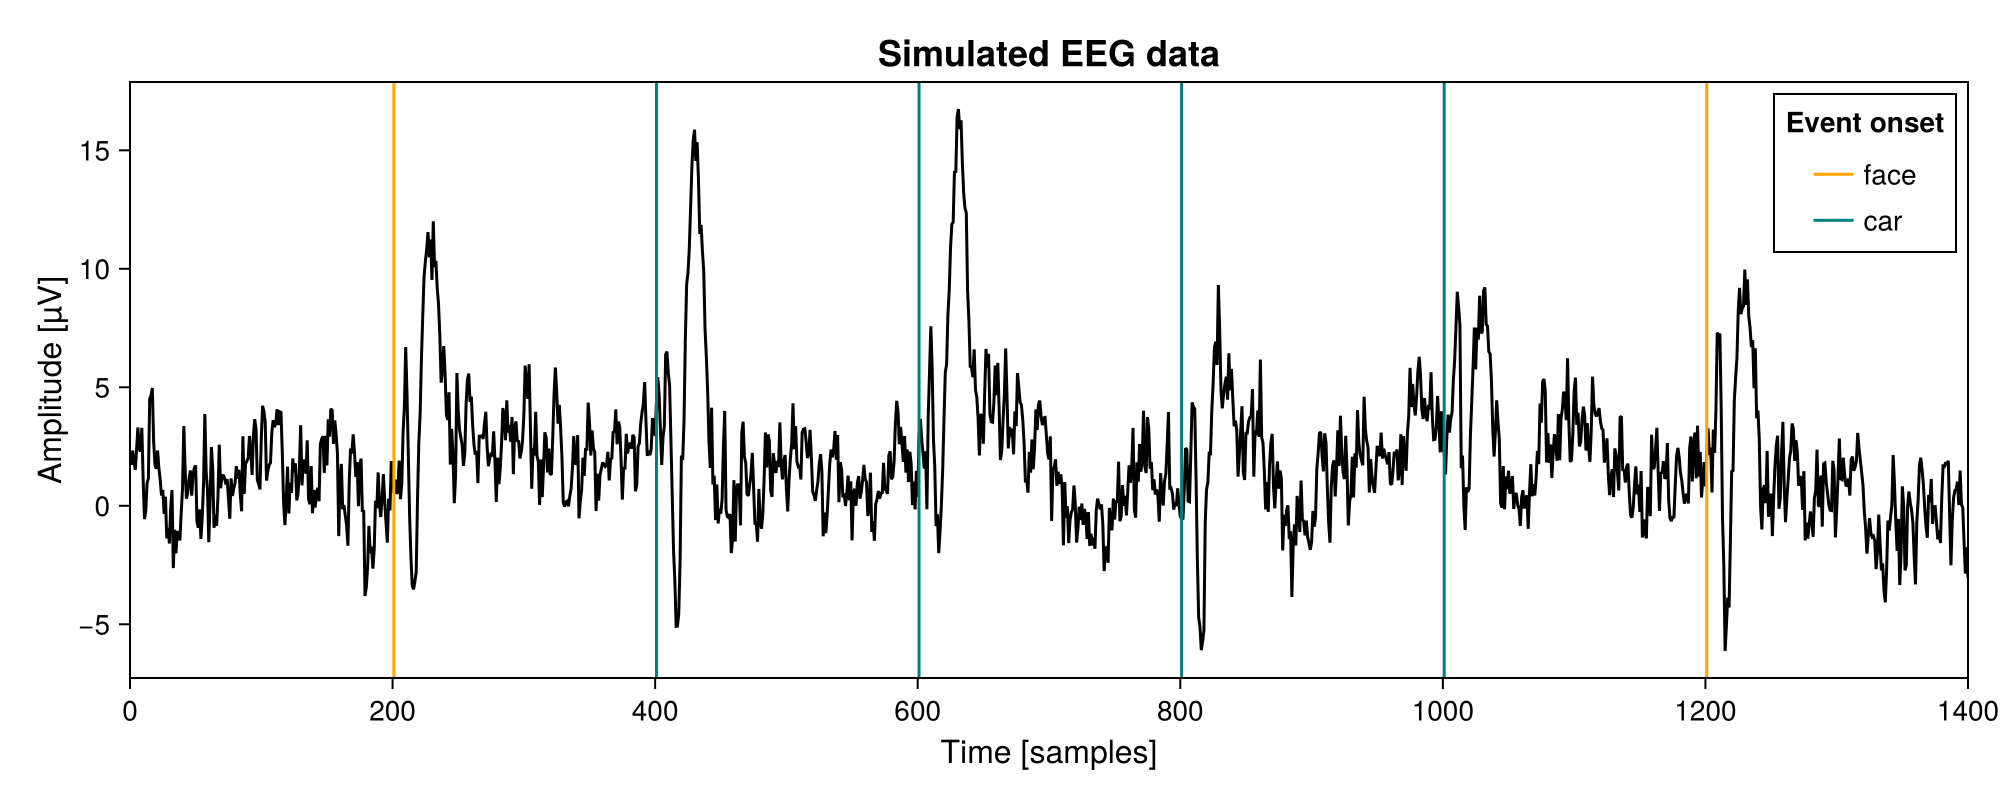 Simulated EEG data
Event onset
face
car
Amplitude [µV]
15
10
5
0
−5
0 200 400 600 800 1000 1200 1400
Time [samples]